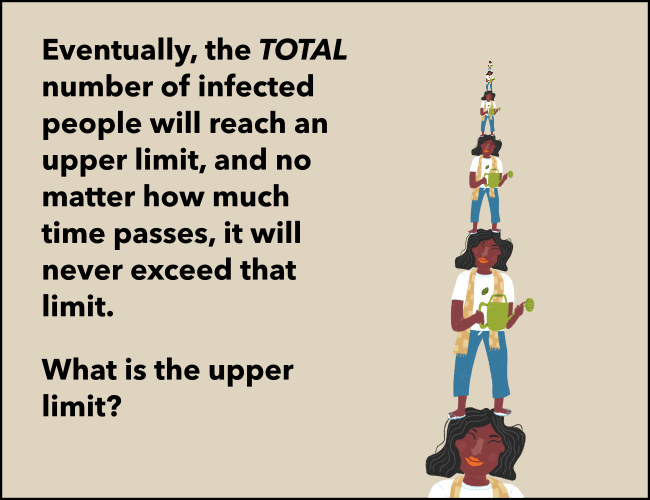 Eventually, the TOTAL
number of infected
people will reach an
upper limit, and no
matter how much
time passes, it will
never exceed that
limit.
What is the upper
limit?